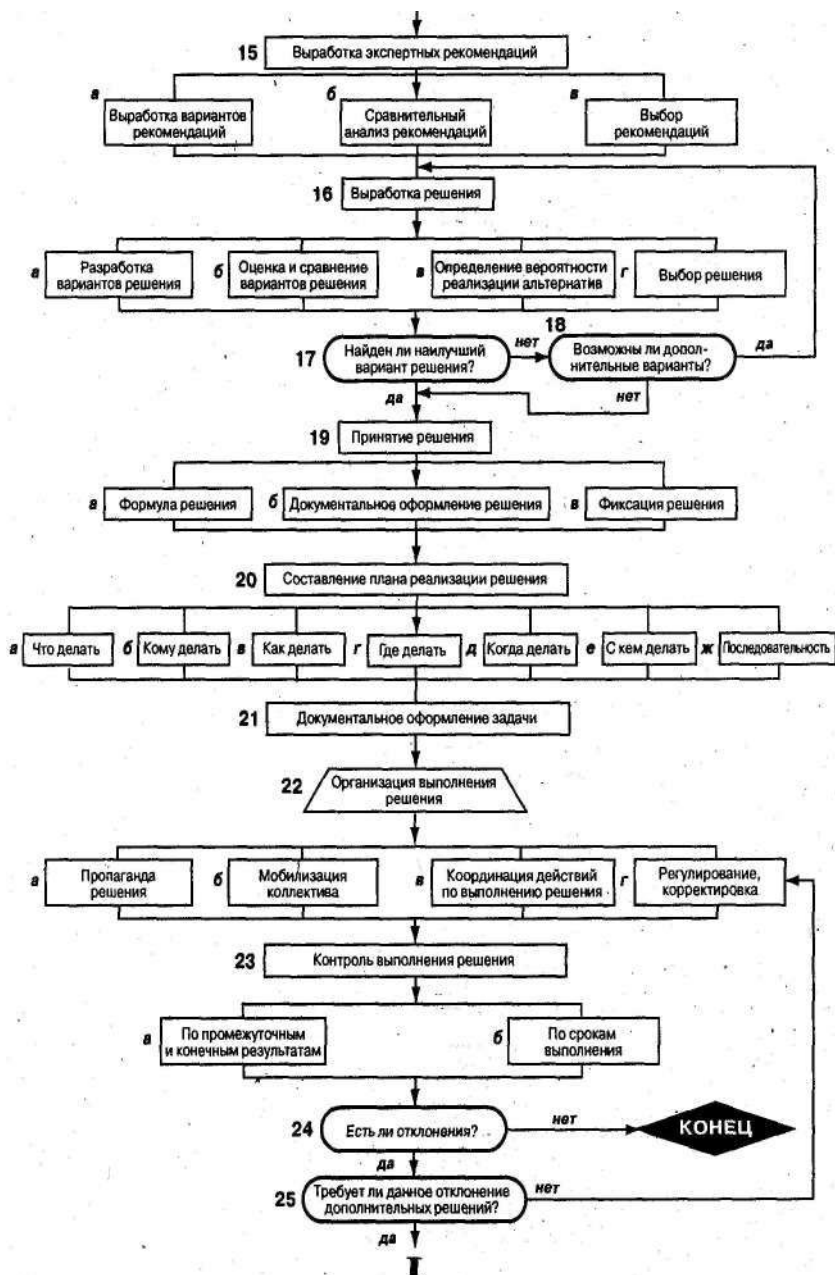 15 Выработка экспертных рекомендаций
а Выработка вариантов
рекомендаций
б Сравнительный
анализ рекомендаций
в Выбор
рекомендаций
16 Выработка решения
а Разработка
вариантов решения
б Оценка и сравнение
вариантов решения
в Определение вероятности
реализации альтернатив
г Выбор решения
17 Найден ли наилучший
вариант решения?
нет
18 Возможны ли допол-
нительные варианты?
да
да
нет
19 Принятие решения
а Формула решения
б Документальное оформление решения
в Фиксация решения
20 Составление плана реализации решения
а Что делать
б Кому делать
в Как делать
г Где делать
д Когда делать
е С кем делать
ж Последовательность
21 Документальное оформление задачи
22 Организация выполнения
решения
а Пропаганда
решения
б Мобилизация
коллектива
в Координация действий
по выполнению решения
г Регулирование,
корректировка
23 Контроль выполнения решения
а По промежуточным
и конечным результатам
б По срокам
выполнения
24 Есть ли отклонения?
нет
КОНЕЦ
да
25 Требует ли данное отклонение
дополнительных решений?
нет
да